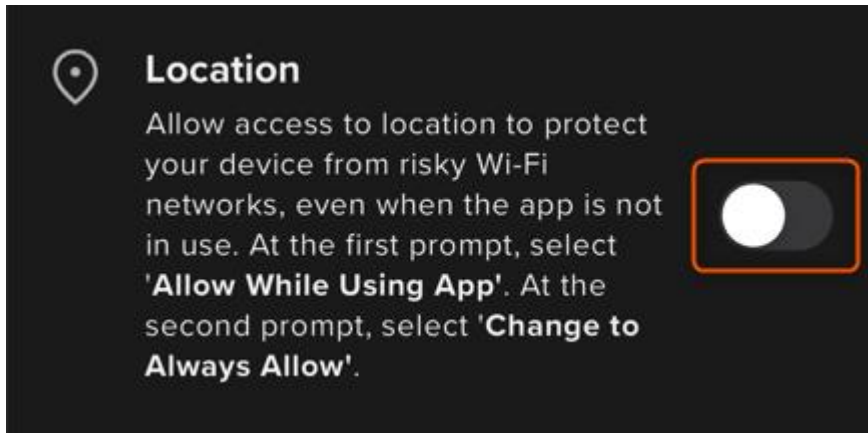 Location
Allow access to location to protect
your device from risky Wi-Fi
networks, even when the app is not
in use. At the first prompt, select
'Allow While Using App'. At the
second prompt, select 'Change to
Always Allow'.